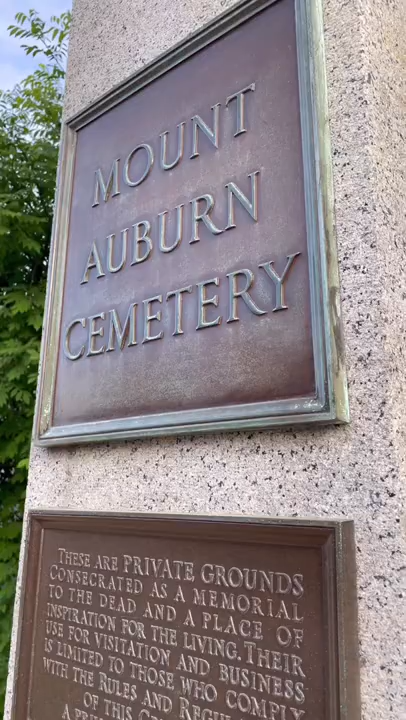 MOUNT
AUBURN
CEMETERY
THESE ARE PRIVATE GROUNDS
CONSECRATED AS A MEMORIAL
TO THE DEAD AND A PLACE OF
INSPIRATION FOR THE LIVING. THEIR
USE FOR VISITATION AND BUSINESS
IS LIMITED TO THOSE WHO COMPLY
WITH THE RULES AND
OF THIS